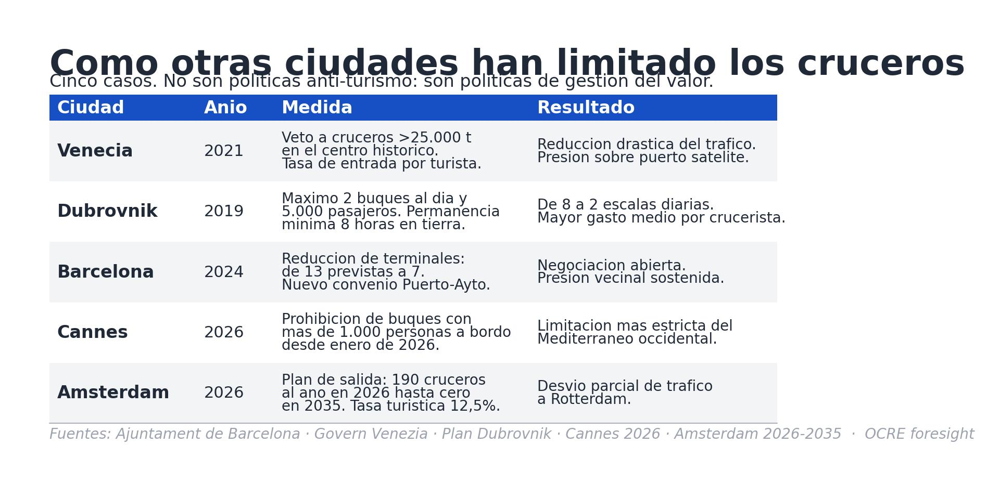 Como otras ciudades han limitado los cruceros
Cinco casos. No son politicas anti-turismo: son politicas de gestion del valor.
Ciudad Anio Medida Resultado
Venecia 2021
Veto a cruceros >25.000 t
en el centro historico.
Tasa de entrada por turista.
Reduccion drastica del trafico.
Presion sobre puerto satelite.
Dubrovnik 2019
Maximo 2 buques al dia y
5.000 pasajeros. Permanencia
minima 8 horas en tierra.
De 8 a 2 escalas diarias.
Mayor gasto medio por crucerista.
Barcelona 2024
Reduccion de terminales:
de 13 previstas a 7.
Nuevo convenio Puerto-Ayto.
Negociacion abierta.
Presion vecinal sostenida.
Cannes 2026
Prohibicion de buques con
mas de 1.000 personas a bordo
desde enero de 2026.
Limitacion mas estricta del
Mediterraneo occidental.
Amsterdam 2026
Plan de salida: 190 cruceros
al ano en 2026 hasta cero
en 2035. Tasa turistica 12,5%.
Desvio parcial de trafico
a Rotterdam.
Fuentes: Ajuntament de Barcelona · Govern Venezia · Plan Dubrovnik · Cannes 2026 · Amsterdam 2026-2035 · OCRE foresight